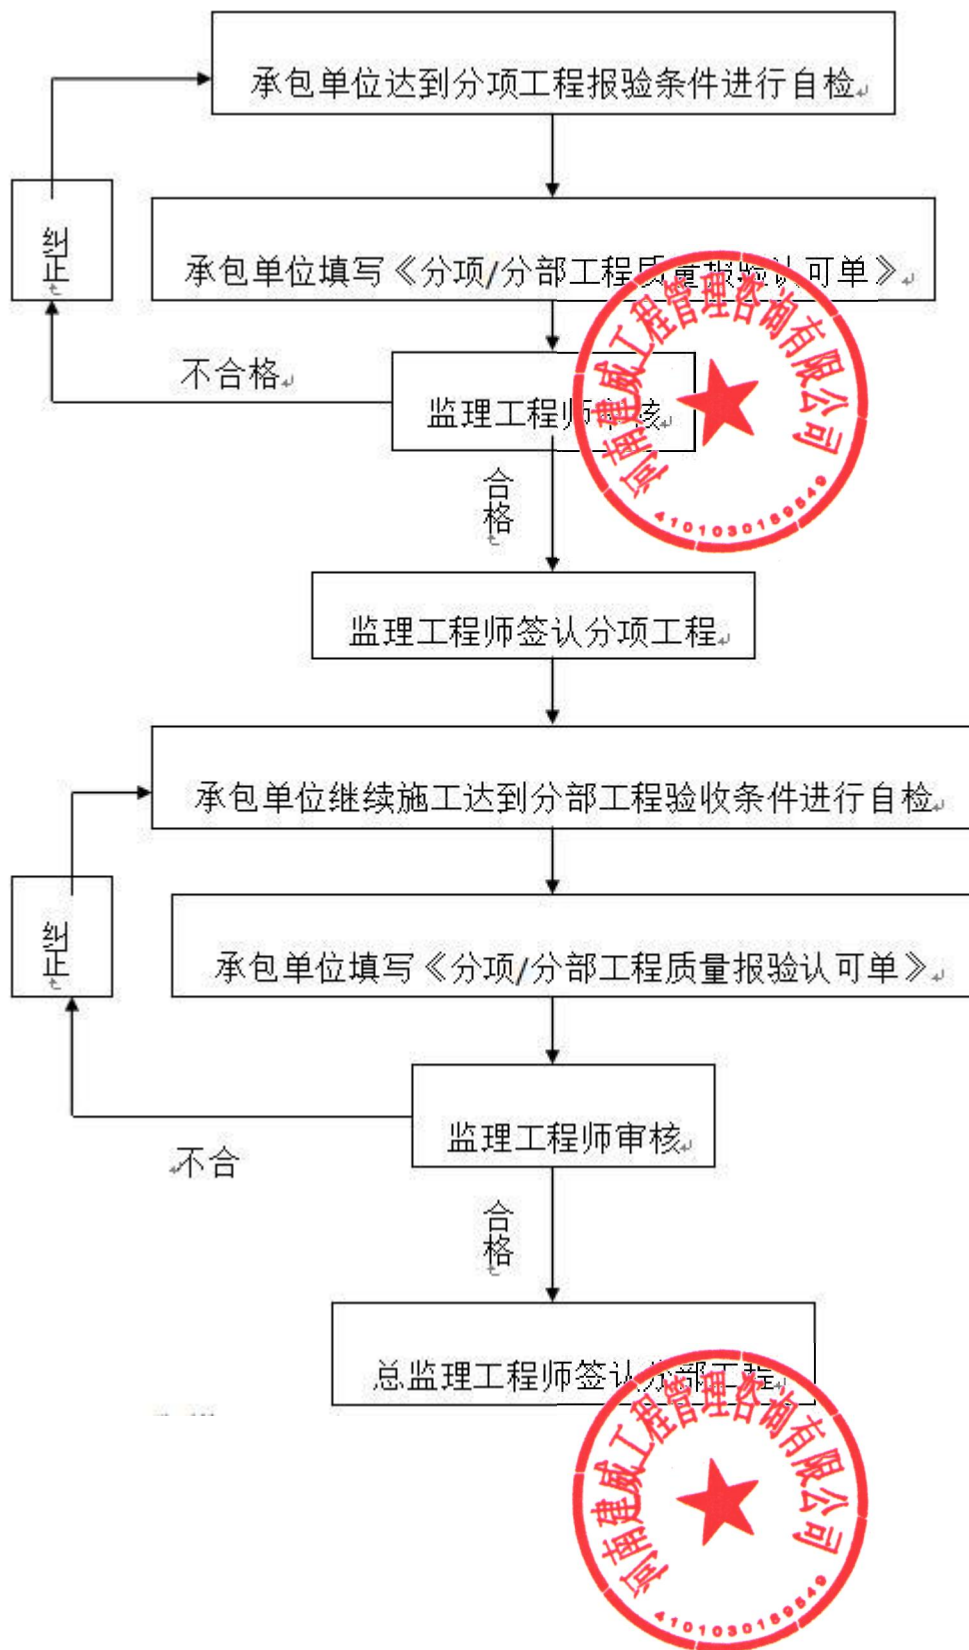 承包单位达到分项工程报验条件进行自检
纠正
承包单位填写《分项/分部工程质量报验认可单》
不合格
监理工程师审核
河南建威工程管理咨询有限公司
4101030189549
合格
监理工程师签认分项工程
承包单位继续施工达到分部工程验收条件进行自检
纠正
承包单位填写《分项/分部工程质量报验认可单》
监理工程师审核
不合
合格
总监理工程师签认分部工程
河南建威工程管理咨询有限公司
4101030189549